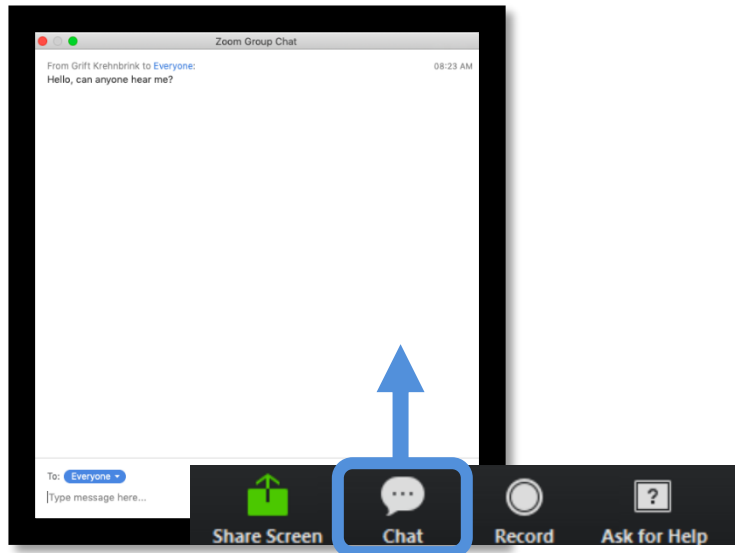 Zoom Group Chat
From Grift Krehnbrink to Everyone: 08:23 AM
Hello, can anyone hear me?
To: Everyone
Type message here...
Share Screen Chat Record Ask for Help